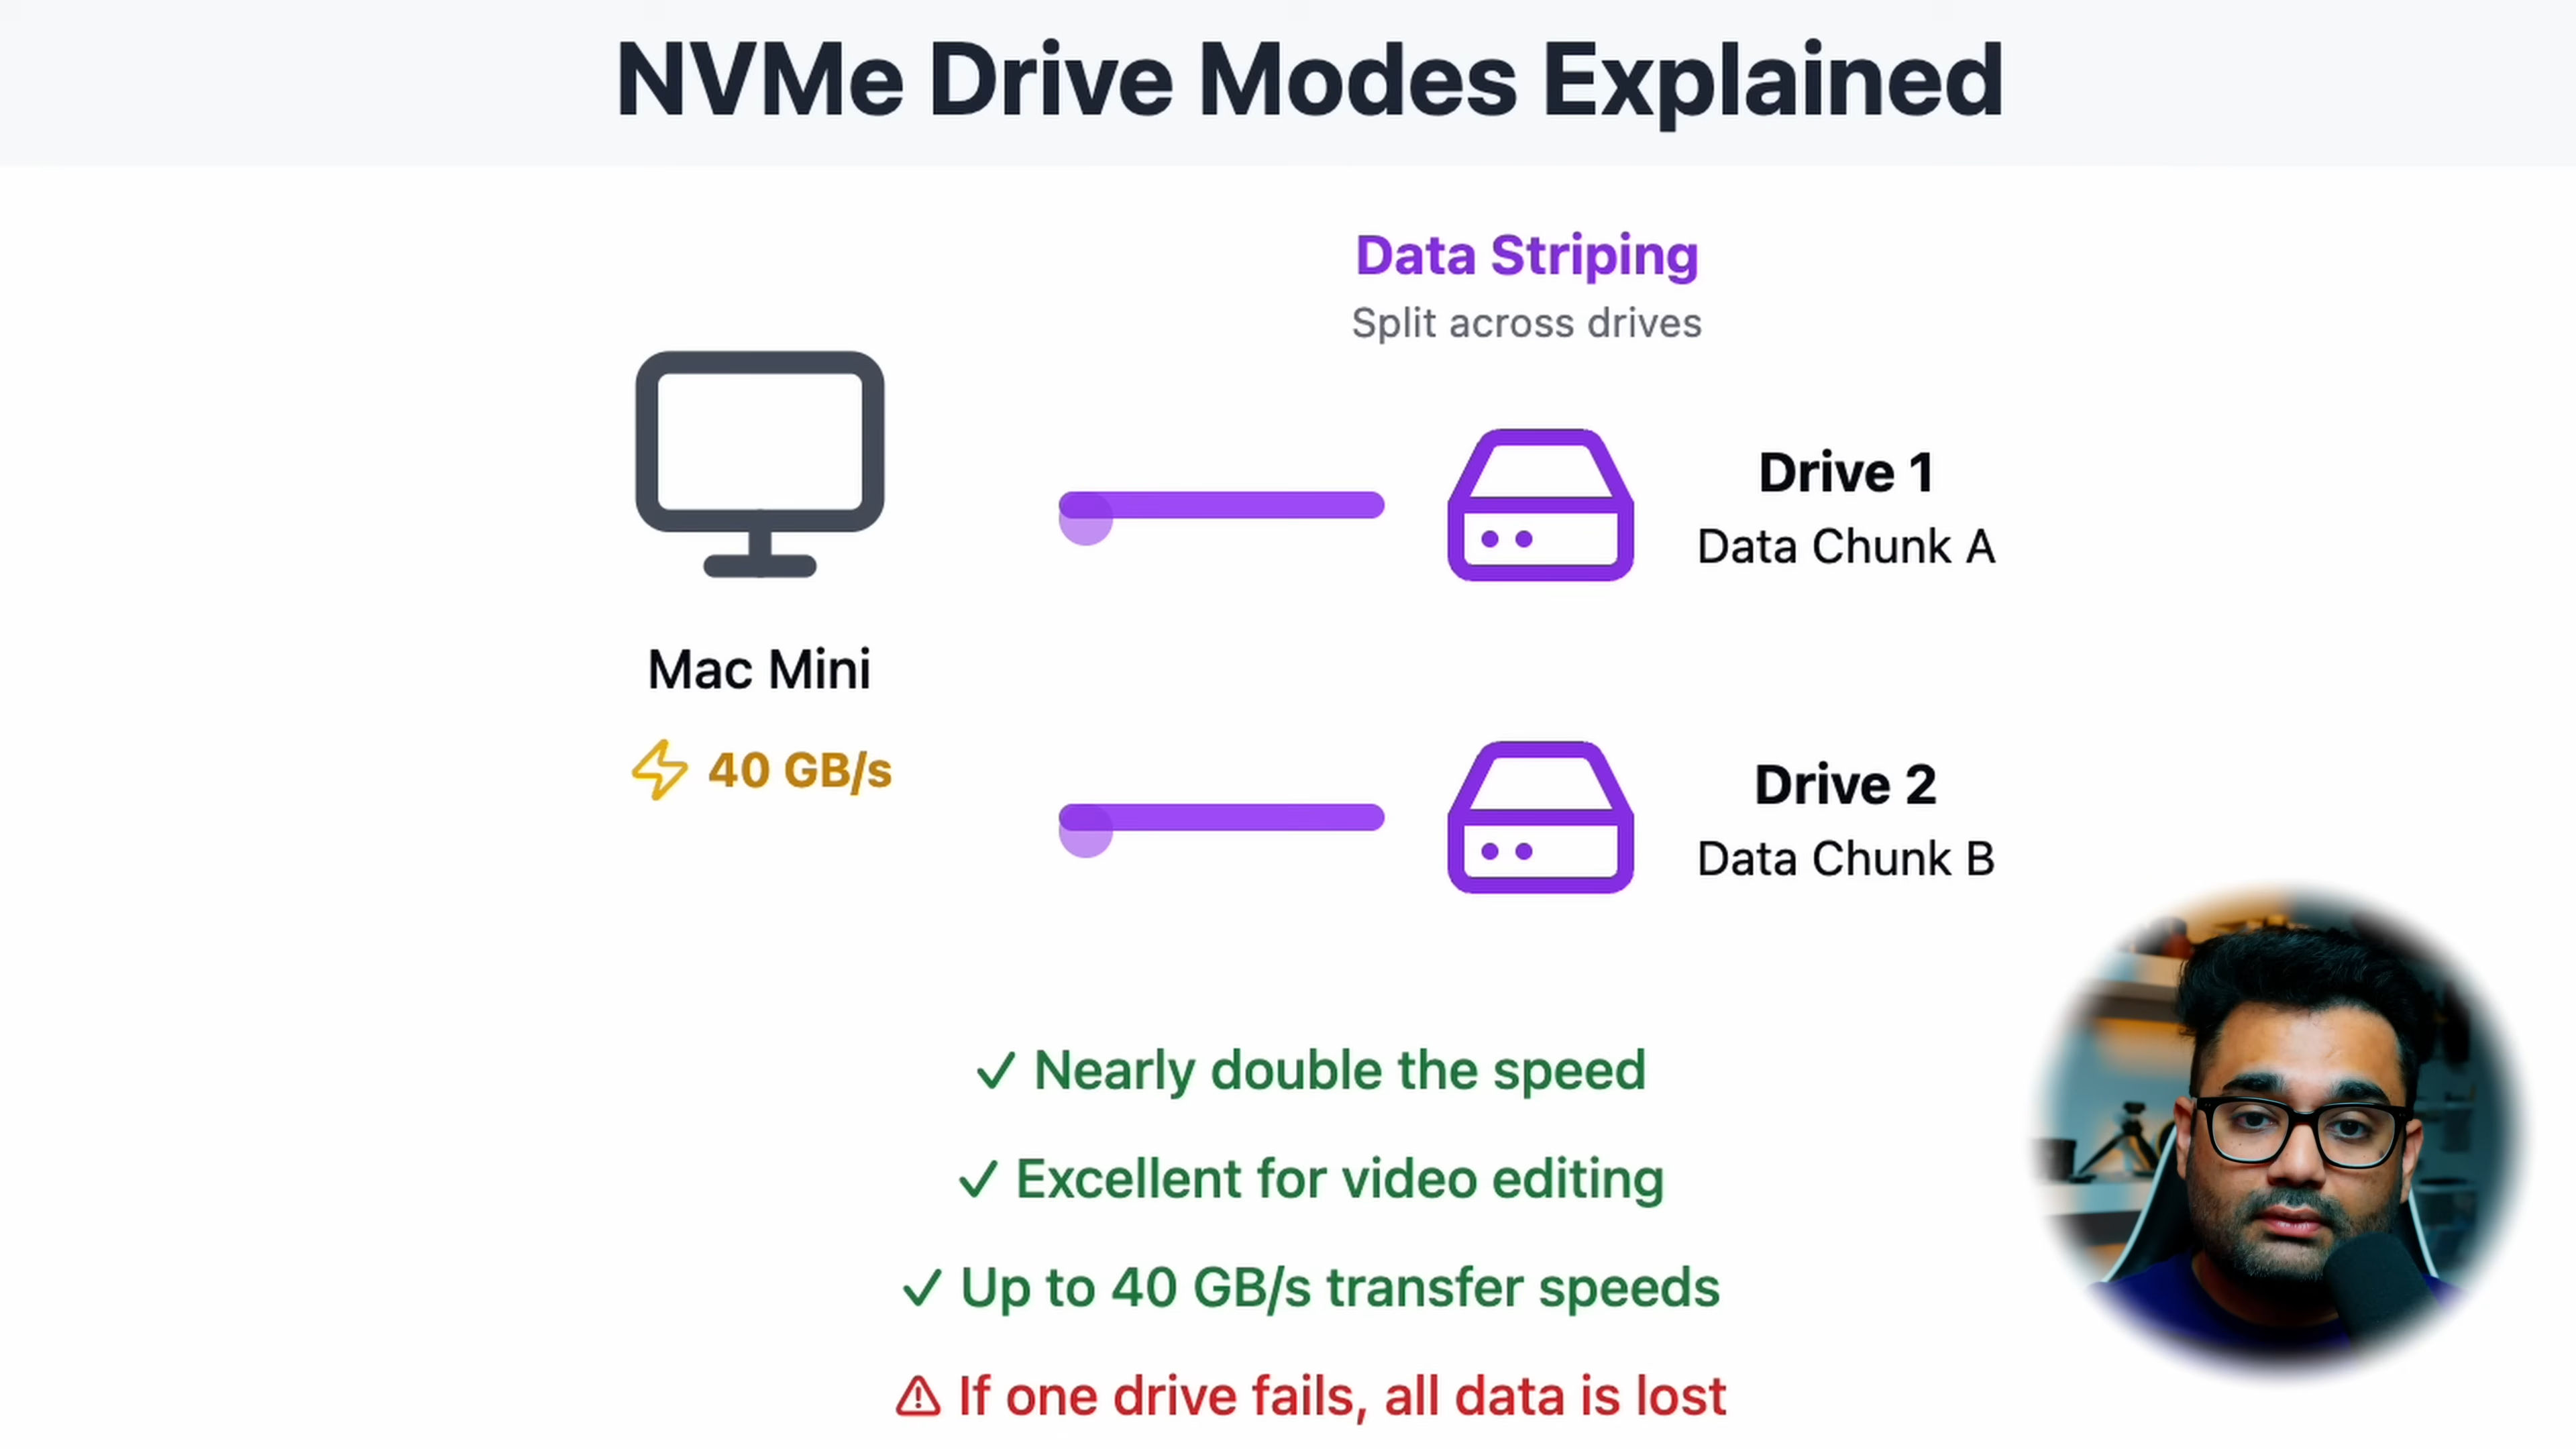 NVMe Drive Modes Explained
Data Striping
Split across drives
Drive 1
Data Chunk A
Mac Mini
40 GB/s
Drive 2
Data Chunk B
✓ Nearly double the speed
✓ Excellent for video editing
✓ Up to 40 GB/s transfer speeds
⚠ If one drive fails, all data is lost